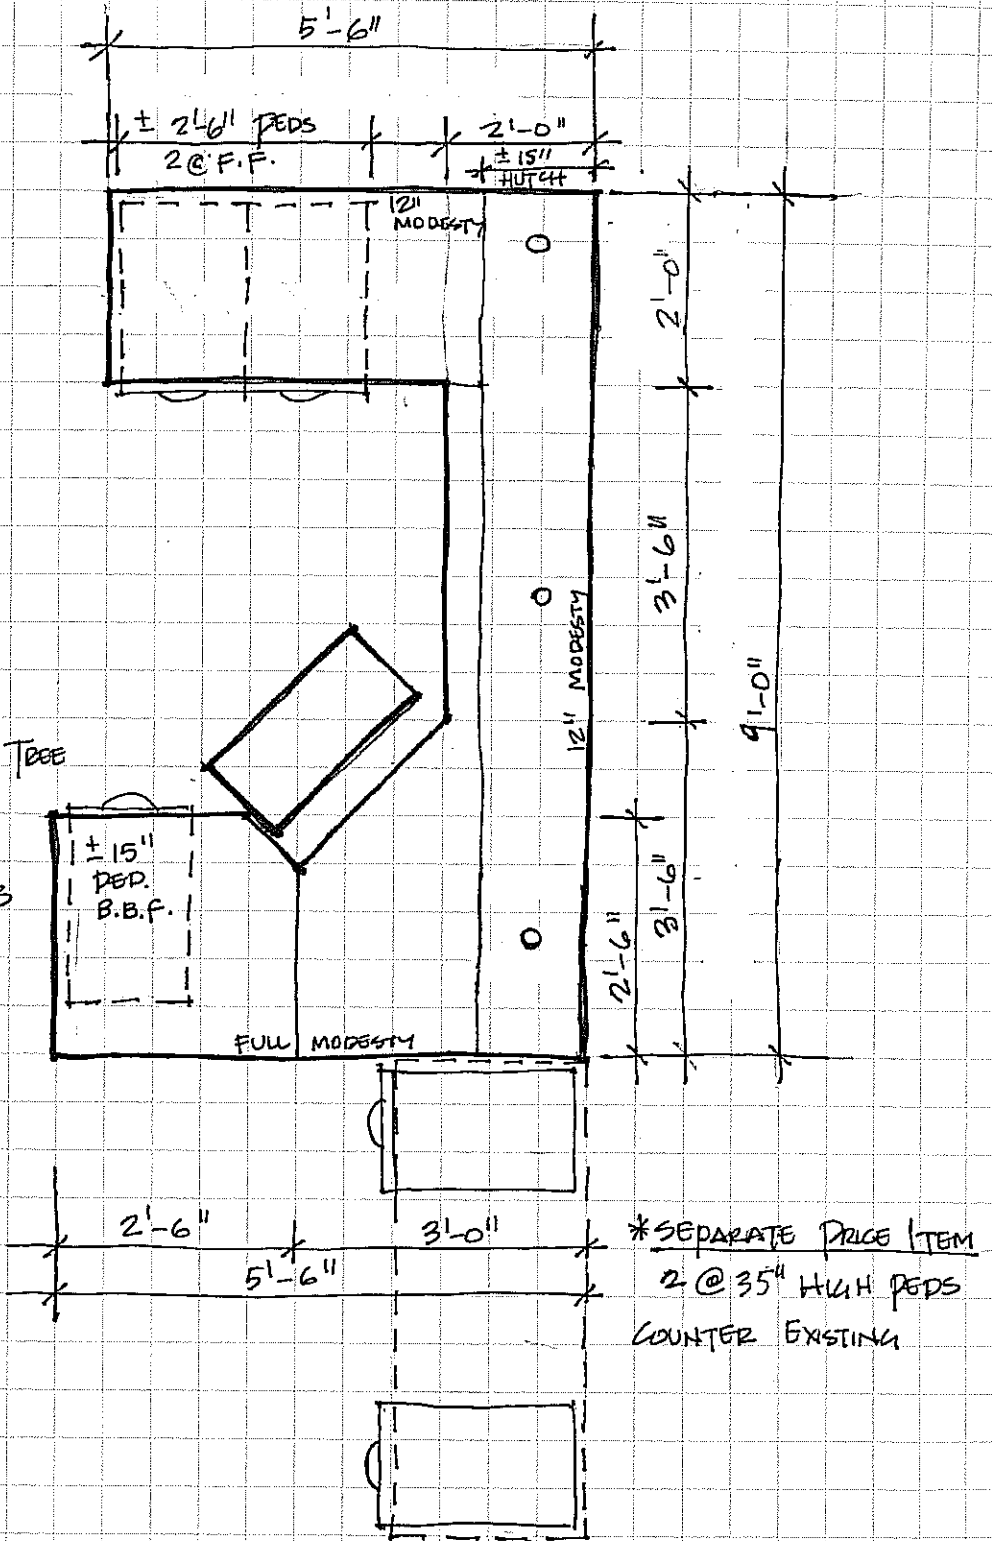 5'-6"
± 2'-6" PEDS
2 @ F.F.
2'-0"
± 15"
HUTCH
12"
MODESTY
2'-0"
3'-6"
12" MODESTY
9'-0"
TREE
± 15"
PED.
B.B.F.
3'-6"
2'-6"
FULL MODESTY
2'-6"
3'-0"
5'-6"
* SEPARATE PRICE ITEM
2 @ 35" HIGH PEDS
COUNTER EXISTING